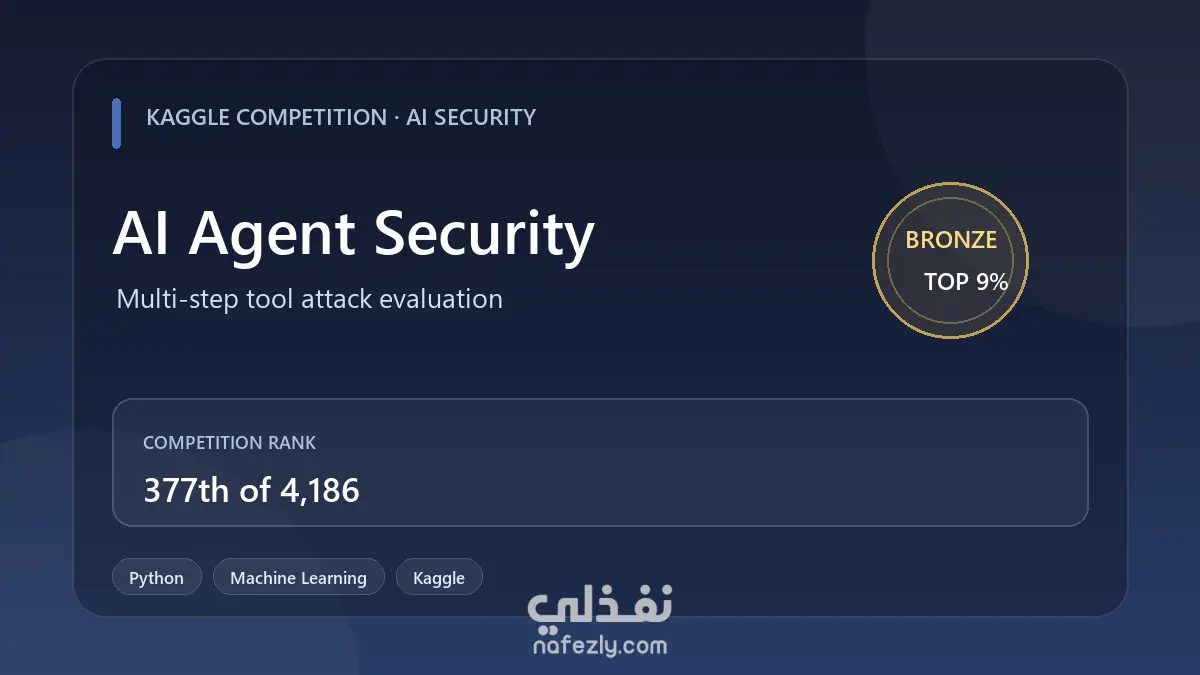 KAGGLE COMPETITION · AI SECURITY
AI Agent Security
Multi-step tool attack evaluation
BRONZE
TOP 9%
COMPETITION RANK
377th of 4,186
Python
Machine Learning
Kaggle
نفذلي
nafezly.com